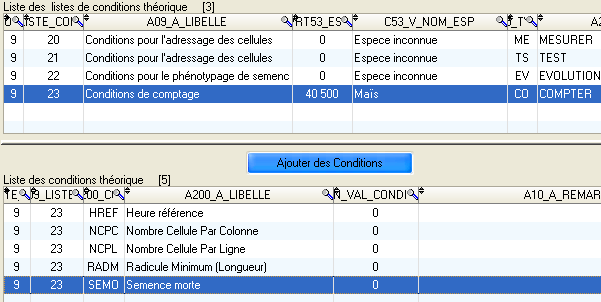 Liste des listes de conditions théorique [3]
STE_CON A09_A_LIBELLE RT53_ES C53_V_NOM_ESP _T A2
9 20 Conditions pour l'adressage des cellules 0 Espece inconnue ME MESURER
9 21 Conditions pour l'adressage des cellules 0 Espece inconnue TS TEST
9 22 Conditions pour le phénotypage de semenc 0 Espece inconnue EV EVOLUTION
9 23 Conditions de comptage 40 500 Maïs CO COMPTER
Ajouter des Conditions
Liste des conditions théorique [5]
TE_ 9_LISTE 00_C A200_A_LIBELLE N_VAL_CONDI A10_A_REMAR
9 23 HREF Heure référence 0
9 23 NCPC Nombre Cellule Par Colonne 0
9 23 NCPL Nombre Cellule Par Ligne 0
9 23 RADM Radicule Minimum (Longueur) 0
9 23 SEMO Semence morte 0